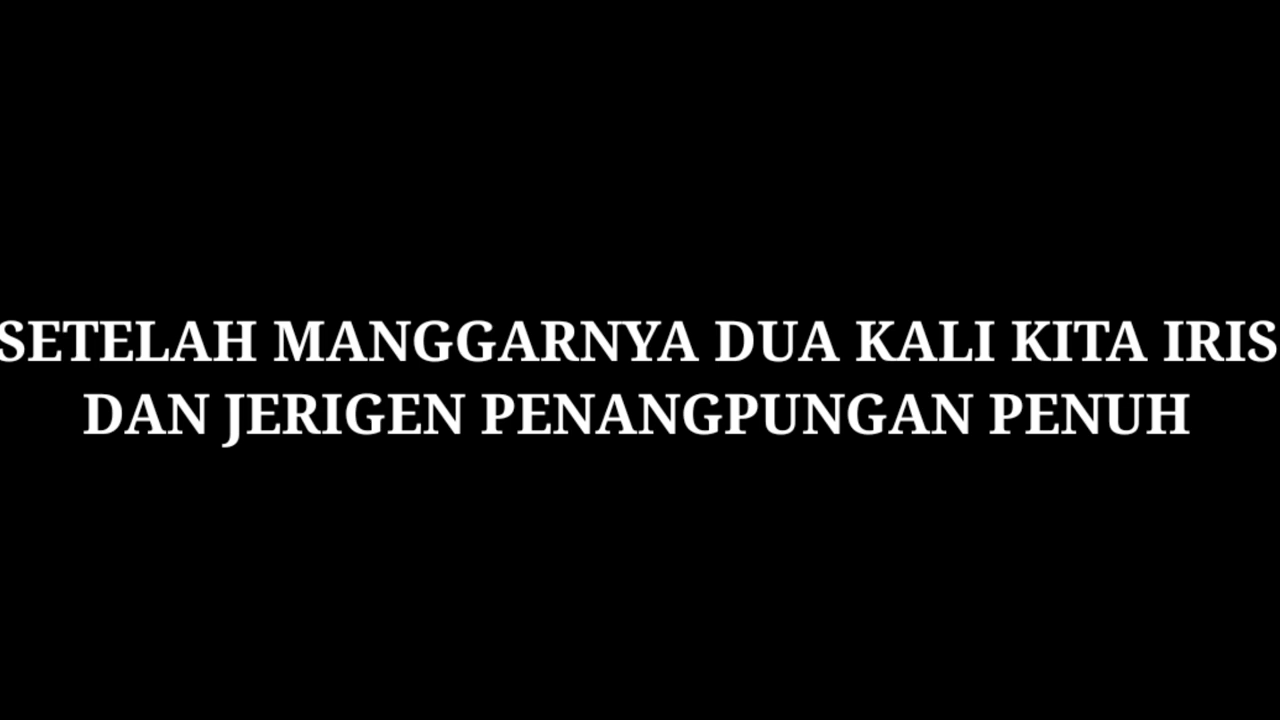 SETELAH MANGGARNYA DUA KALI KITA IRIS
DAN JERIGEN PENANGPUNGAN PENUH